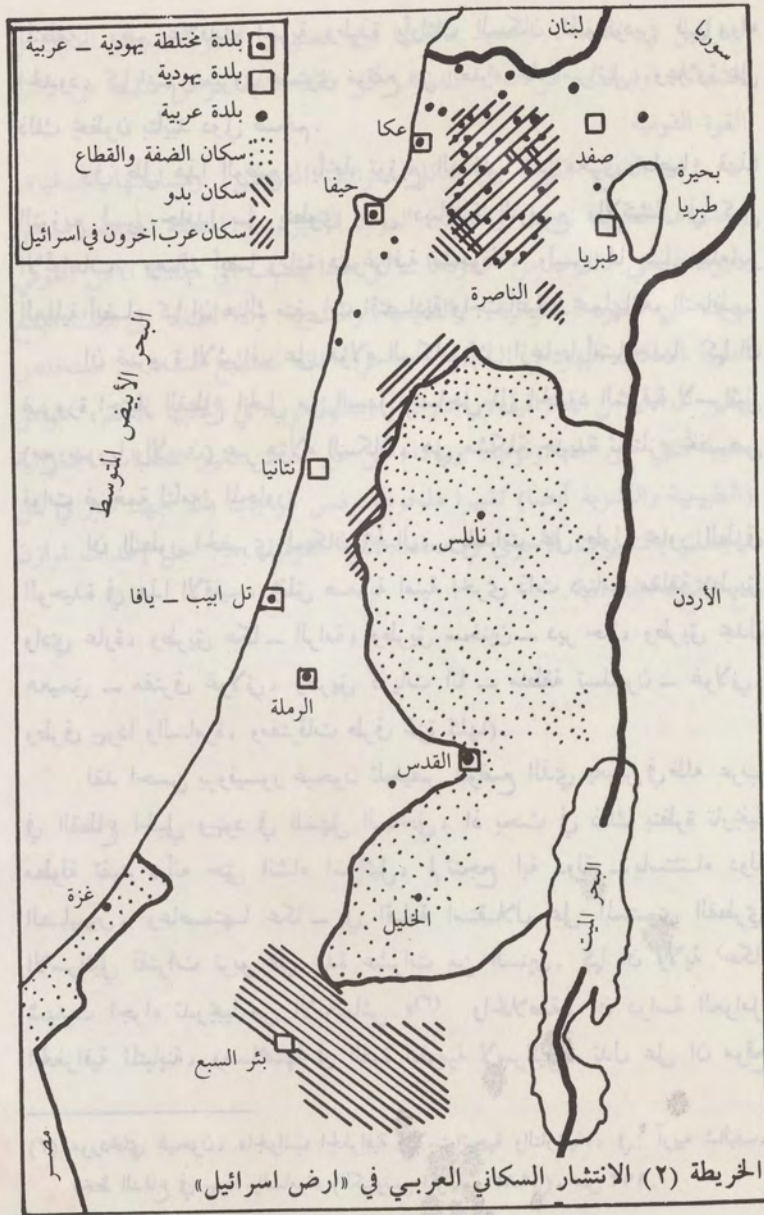 لبنان
سورية
بلدة مختلطة يهودية – عربية
بلدة يهودية
بلدة عربية
سكان الضفة والقطاع
سكان بدو
سكان عرب آخرون في اسرائيل
عكا
صفد
بحيرة
طبريا
حيفا
طبريا
الناصرة
البحر الأبيض المتوسط
نتانيا
نابلس
تل ابيب – يافا
الأردن
الرملة
القدس
غزة
الخليل
البحر الميت
بئر السبع
مصر
الخريطة (٢) الانتشار السكاني العربي في «ارض اسرائيل»